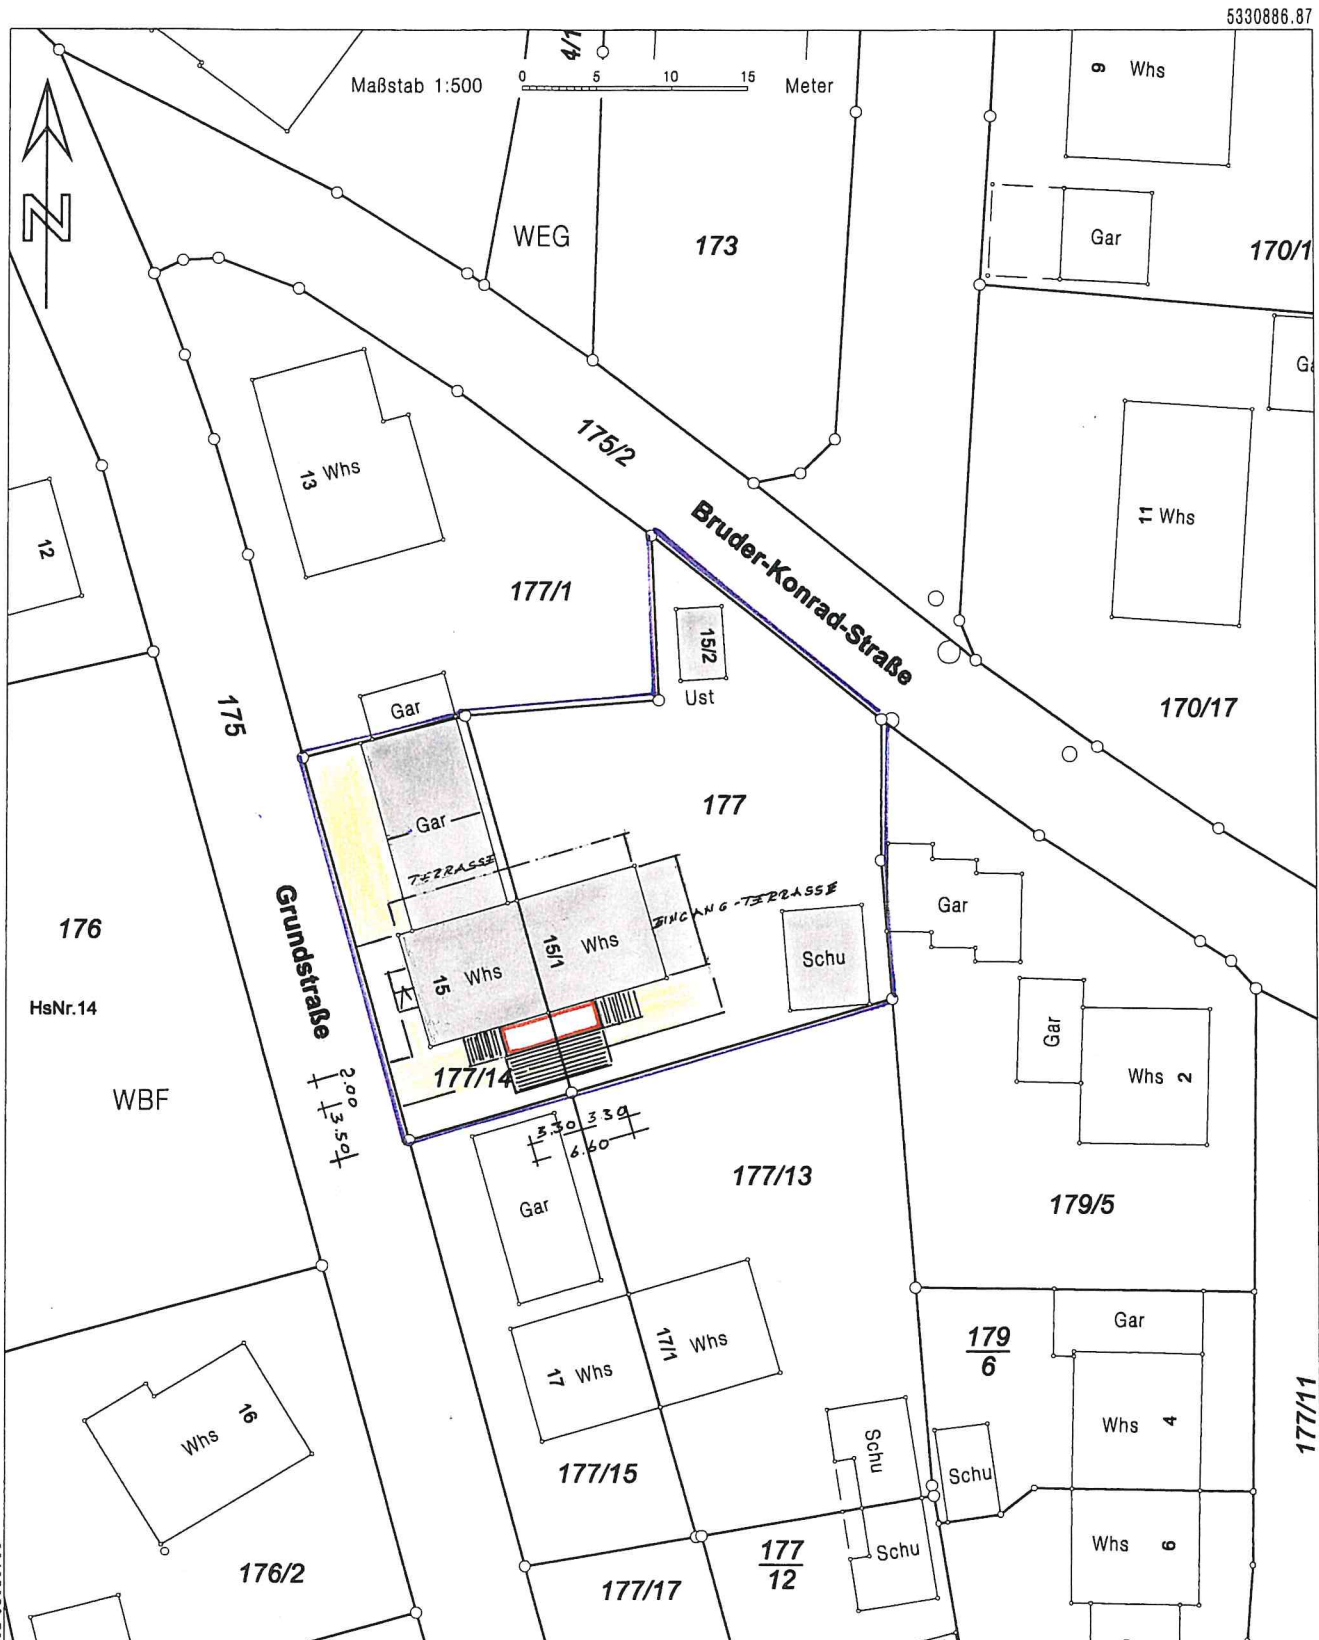 5330886.87
4/1
Maßstab 1:500
0 5 10 15
Meter
9 Whs
N
WEG
173
Gar
170/1
Ga
13 Whs
175/2
12
11 Whs
Bruder-Konrad-Straße
177/1
15/2
Ust
175
Gar
170/17
177
Gar
TERRASSE
176
Grundstraße
EINGANG-TERRASSE
Gar
15 Whs
15/1 Whs
Schu
HsNr.14
Gar
WBF
177/14
Whs 2
2.00
3.50
3.30 3.30
6.60
177/13
Gar
179/5
17 Whs
17/1 Whs
179
6
Gar
Whs 16
Whs 4
177/11
Schu
Schu
177/15
Whs 6
176/2
177/17
177
12
Schu